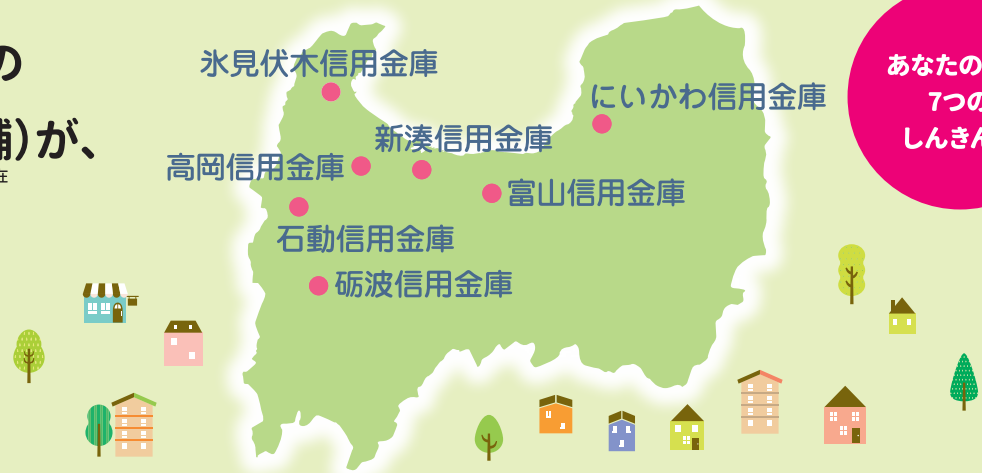 の
舗)が、
在
氷見伏木信用金庫
にいかわ信用金庫
新湊信用金庫
高岡信用金庫
富山信用金庫
石動信用金庫
砺波信用金庫
あなたの
7つの
しんきん